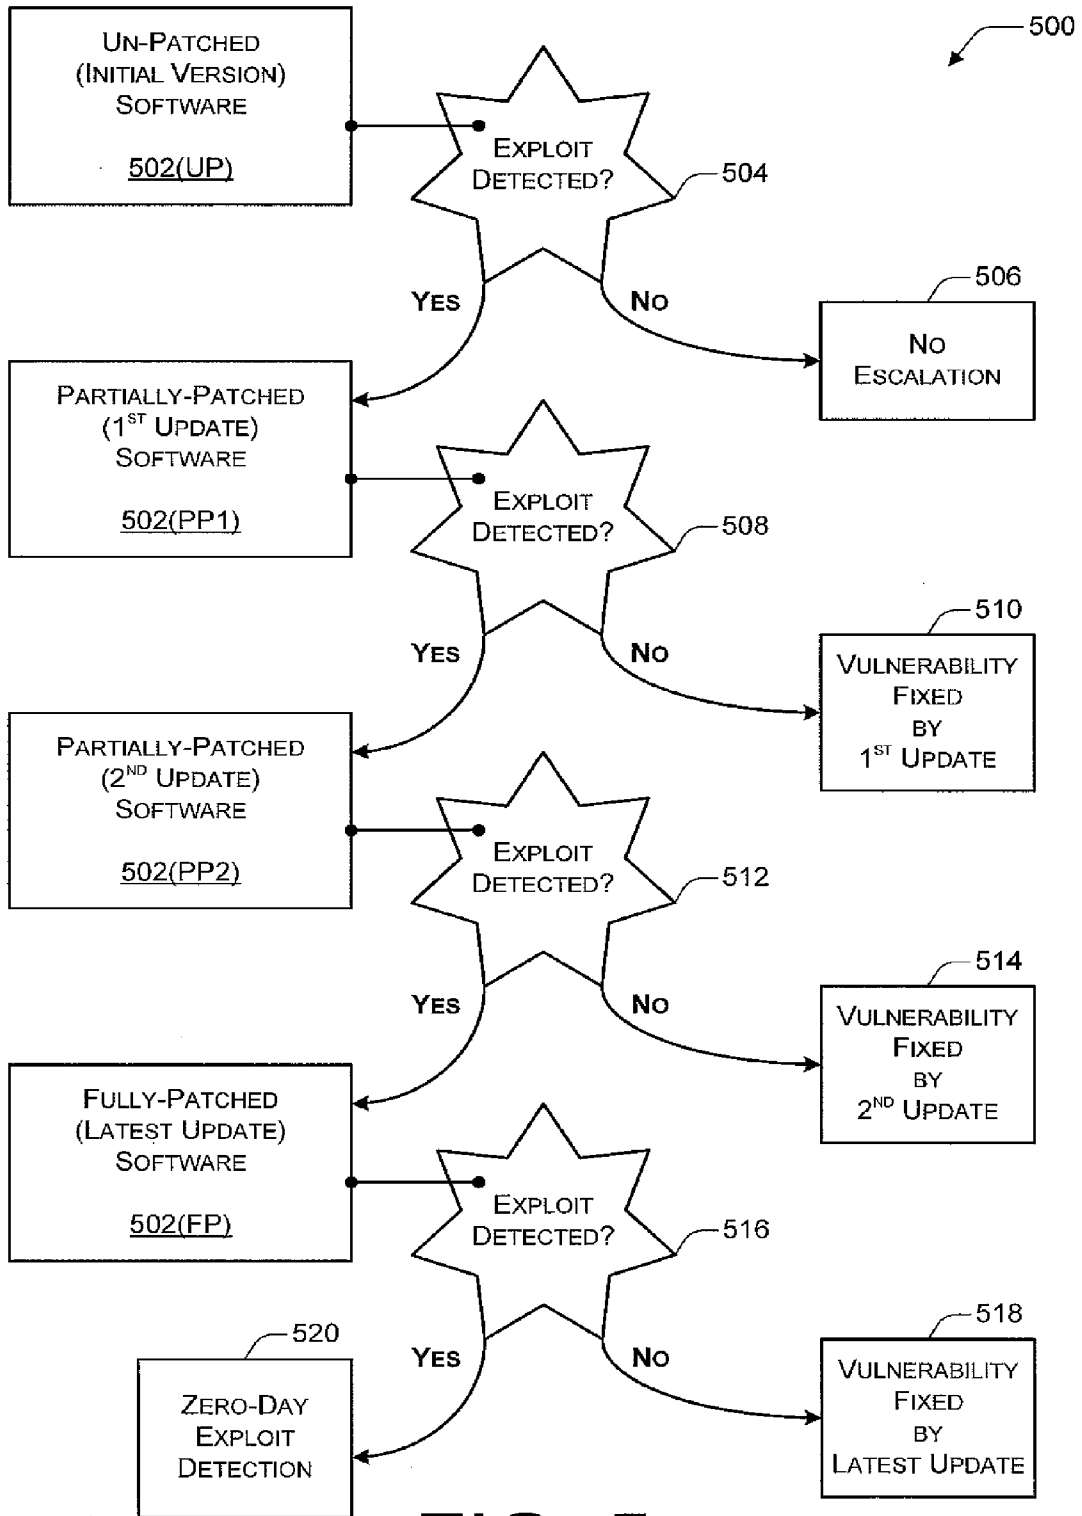 500
UN-PATCHED
(INITIAL VERSION)
SOFTWARE
502(UP)
EXPLOIT
DETECTED?
504
YES
NO
506
NO
ESCALATION
PARTIALLY-PATCHED
(1ST UPDATE)
SOFTWARE
502(PP1)
EXPLOIT
DETECTED?
508
YES
NO
510
VULNERABILITY
FIXED
BY
1ST UPDATE
PARTIALLY-PATCHED
(2ND UPDATE)
SOFTWARE
502(PP2)
EXPLOIT
DETECTED?
512
YES
NO
514
VULNERABILITY
FIXED
BY
2ND UPDATE
FULLY-PATCHED
(LATEST UPDATE)
SOFTWARE
502(FP)
EXPLOIT
DETECTED?
516
YES
NO
518
VULNERABILITY
FIXED
BY
LATEST UPDATE
520
ZERO-DAY
EXPLOIT
DETECTION